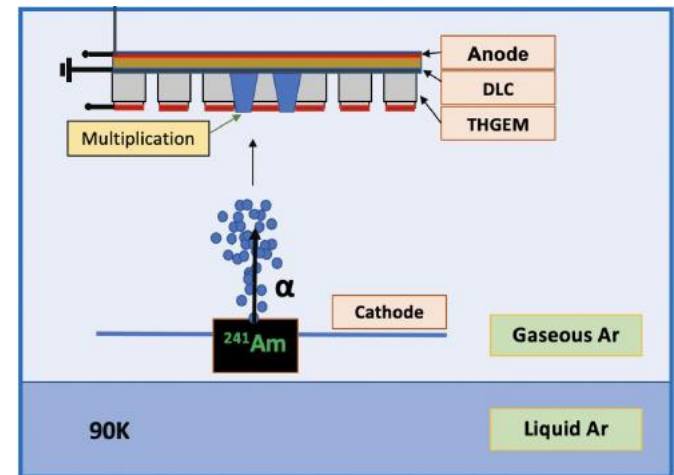 Anode
DLC
THGEM
Multiplication
α
Cathode
²⁴¹Am
Gaseous Ar
90K
Liquid Ar